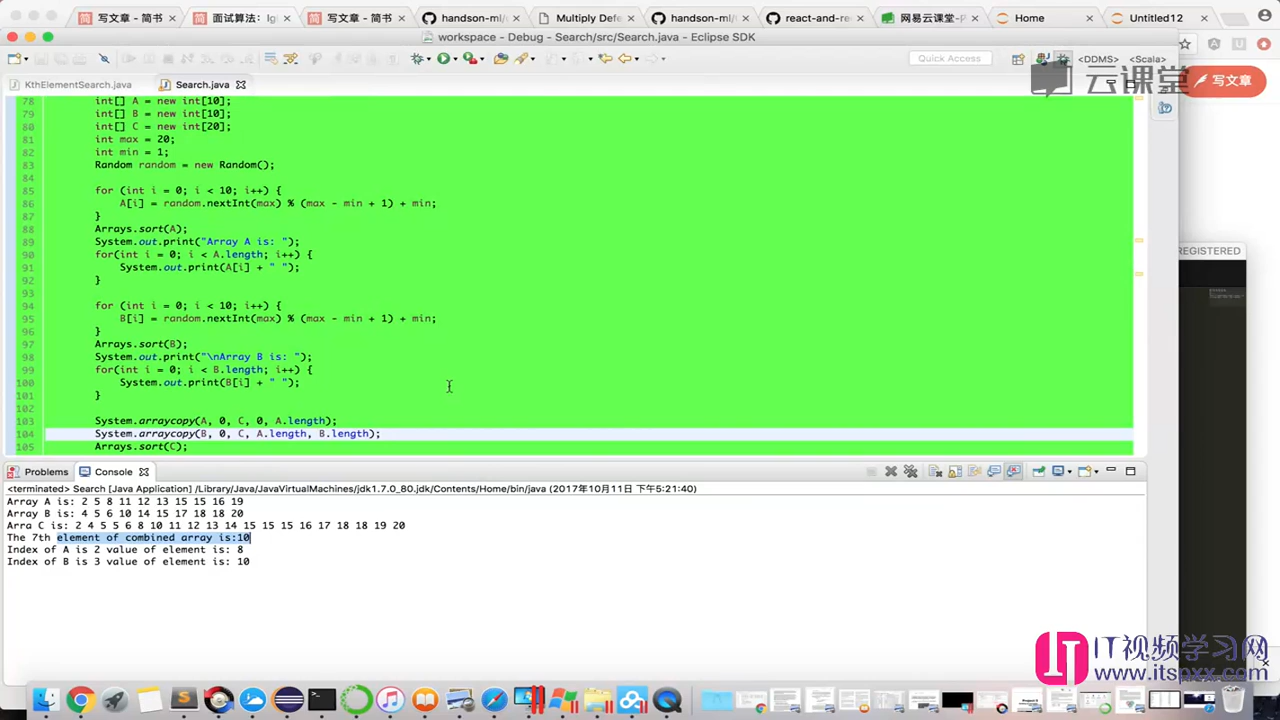 写文章 - 简书
面试算法：lg
写文章 - 简书
handson-ml/
Multiply Defe
handson-ml/
react-and-re
网易云课堂 - P
Home
Untitled12
workspace - Debug - Search/src/Search.java - Eclipse SDK
Quick Access
<DDMS>
<Scala>
云课堂
写文章
KthElementSearch.java
Search.java
78 int[] A = new int[10];
79 int[] B = new int[10];
80 int[] C = new int[20];
81 int max = 20;
82 int min = 1;
83 Random random = new Random();
84
85 for (int i = 0; i < 10; i++) {
86 A[i] = random.nextInt(max) % (max - min + 1) + min;
87 }
88 Arrays.sort(A);
89 System.out.print("Array A is: ");
90 for(int i = 0; i < A.length; i++) {
91 System.out.print(A[i] + " ");
92 }
93
94 for (int i = 0; i < 10; i++) {
95 B[i] = random.nextInt(max) % (max - min + 1) + min;
96 }
97 Arrays.sort(B);
98 System.out.print("\nArray B is: ");
99 for(int i = 0; i < B.length; i++) {
100 System.out.print(B[i] + " ");
101 }
102
103 System.arraycopy(A, 0, C, 0, A.length);
104 System.arraycopy(B, 0, C, A.length, B.length);
105 Arrays.sort(C);
REGISTERED
Problems
Console
<terminated> Search [Java Application] /Library/Java/JavaVirtualMachines/jdk1.7.0_80.jdk/Contents/Home/bin/java (2017年10月11日 下午5:21:40)
Array A is: 2 5 8 11 12 13 15 15 16 19
Array B is: 4 5 6 10 14 15 17 18 18 20
Arra C is: 2 4 5 5 6 8 10 11 12 13 14 15 15 15 16 17 18 18 19 20
The 7th element of combined array is:10
Index of A is 2 value of element is: 8
Index of B is 3 value of element is: 10
IT视频学习网
www.itspxx.com